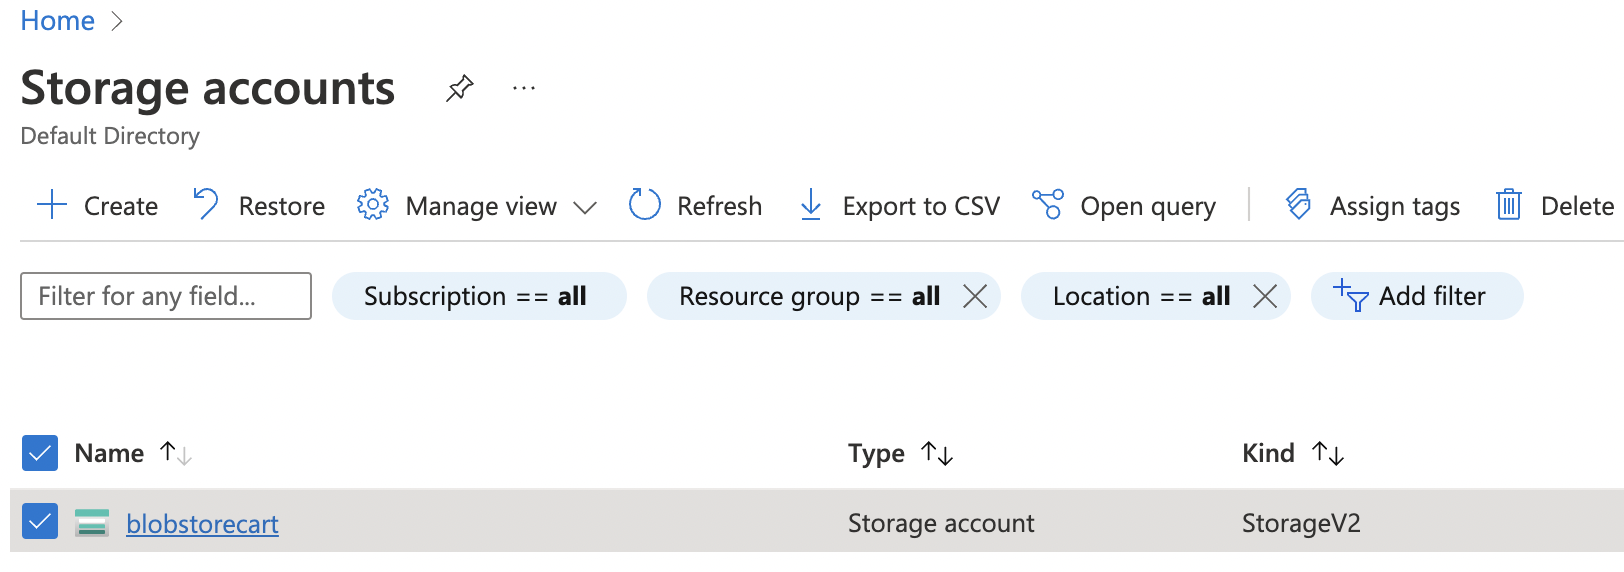 Home
Storage accounts
Default Directory
Create Restore Manage view Refresh Export to CSV Open query Assign tags Delete
Filter for any field... Subscription == all Resource group == all Location == all Add filter
Name Type Kind
blobstorecart Storage account StorageV2